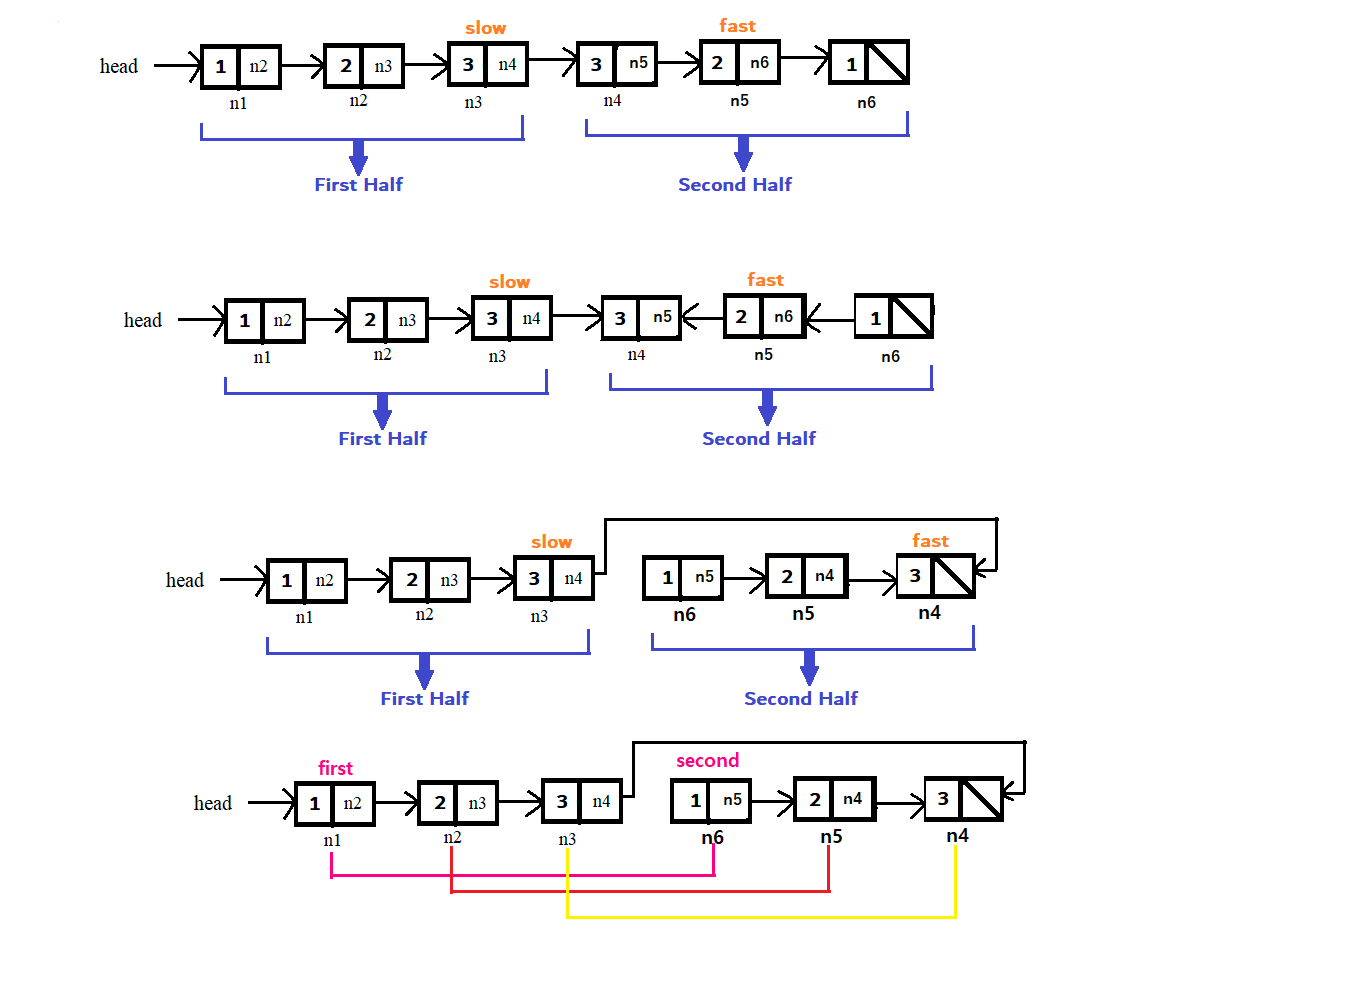 slow fast
head 1 n2 2 n3 3 n4 3 n5 2 n6 1
n1 n2 n3 n4 n5 n6
First Half Second Half
slow fast
head 1 n2 2 n3 3 n4 3 n5 2 n6 1
n1 n2 n3 n4 n5 n6
First Half Second Half
slow fast
head 1 n2 2 n3 3 n4 1 n5 2 n4 3
n1 n2 n3 n6 n5 n4
First Half Second Half
first second
head 1 n2 2 n3 3 n4 1 n5 2 n4 3
n1 n2 n3 n6 n5 n4